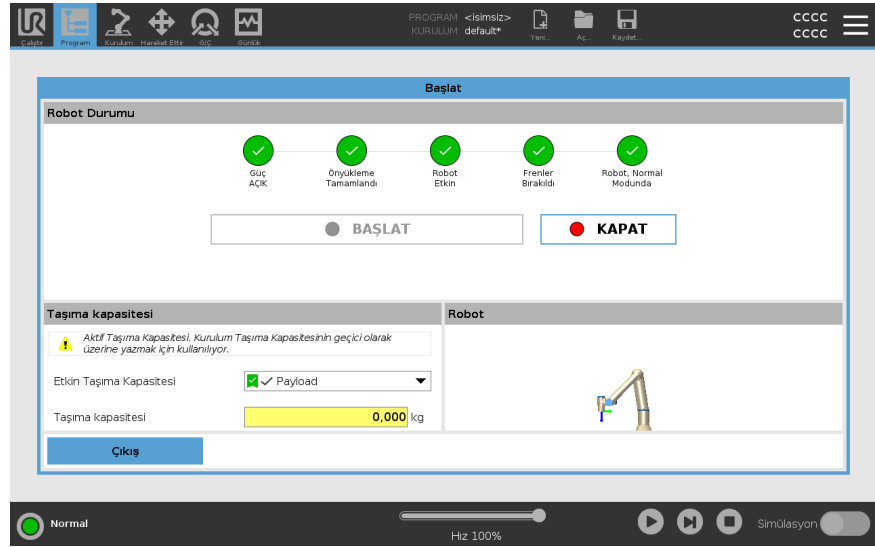 PROGRAM <isimsiz>
KURULUM default*
cccc
cccc
Çalıştır Program Kurulum Hareket Ettir G/Ç Günlük Yeni... Aç... Kaydet...
Başlat
Robot Durumu
Güç
AÇIK
Önyükleme
Tamamlandı
Robot
Etkin
Frenler
Bırakıldı
Robot, Normal
Modunda
BAŞLAT
KAPAT
Taşıma kapasitesi
Robot
Aktif Taşıma Kapasitesi, Kurulum Taşıma Kapasitesinin geçici olarak
üzerine yazmak için kullanılıyor.
Etkin Taşıma Kapasitesi
Payload
Taşıma kapasitesi
0,000 kg
Çıkış
Normal
Hız 100%
Simülasyon